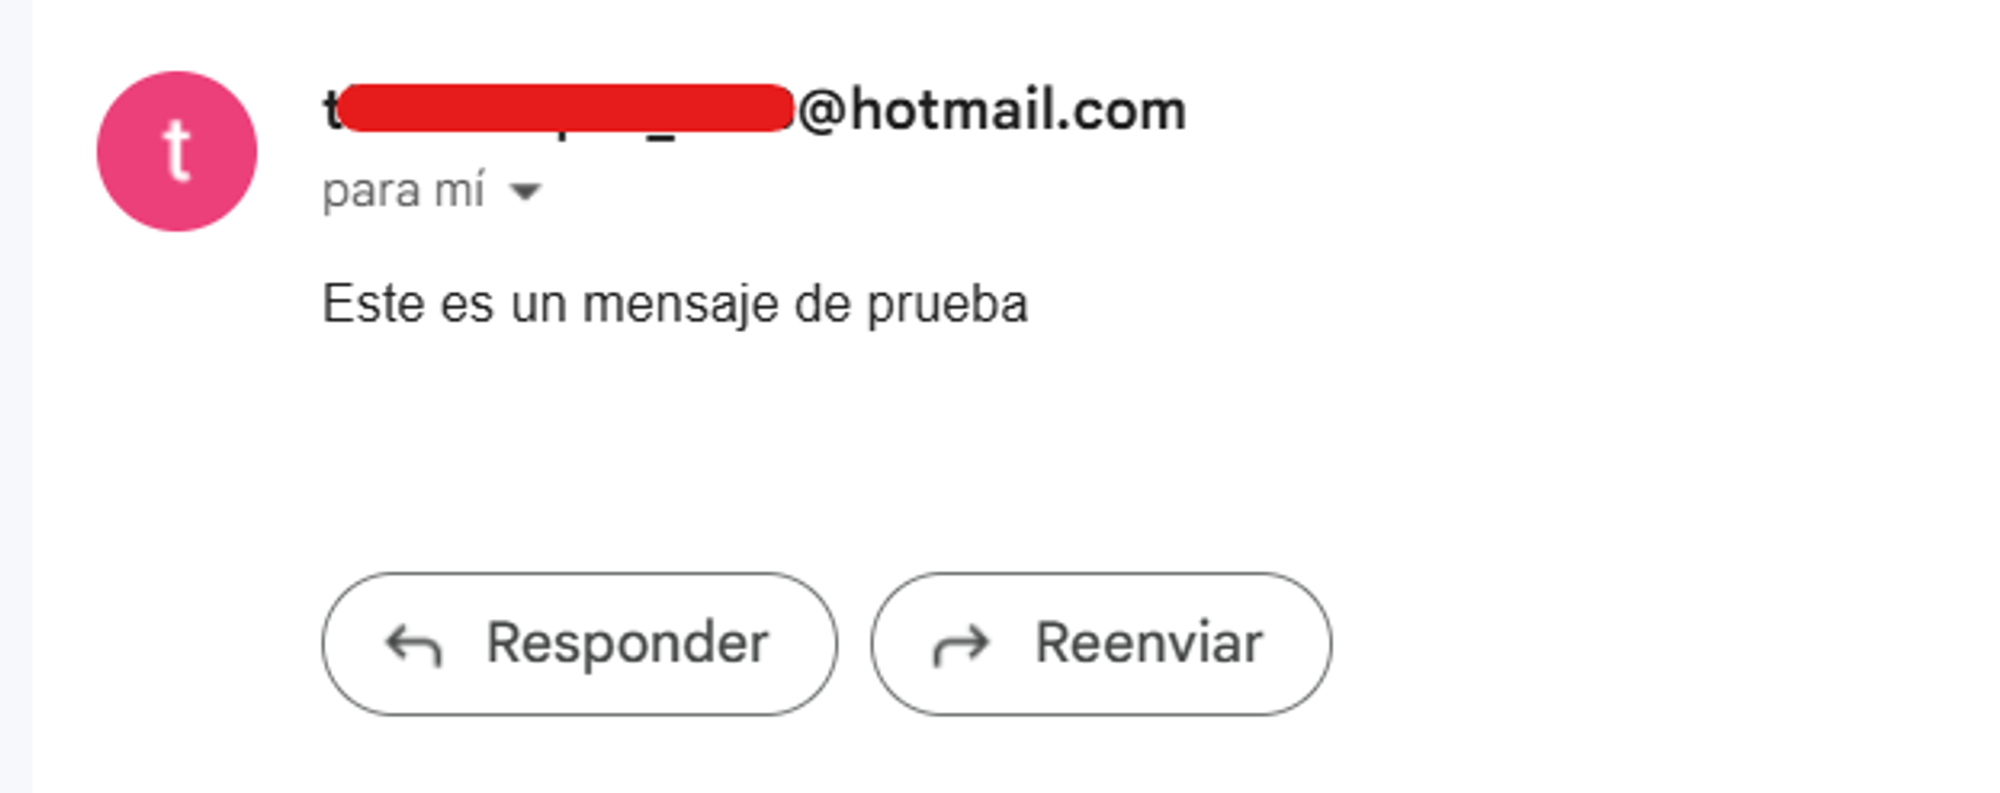 t
t@hotmail.com
para mí
Este es un mensaje de prueba
Responder
Reenviar